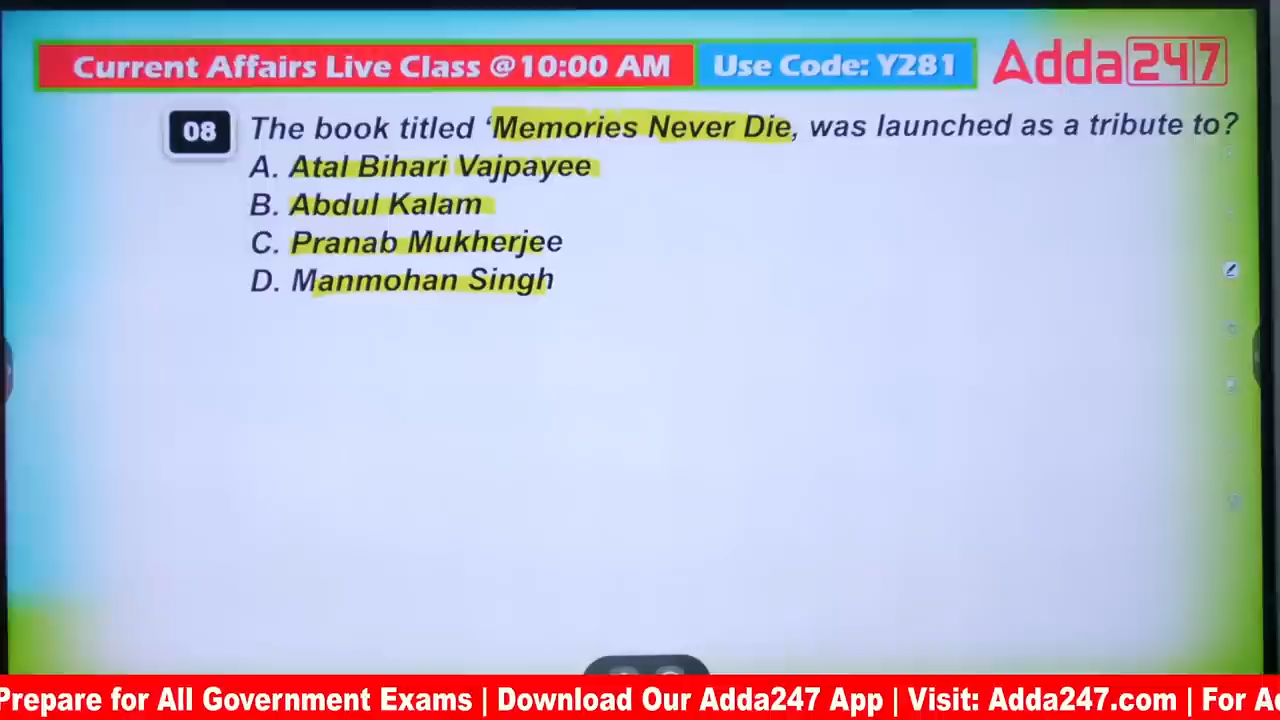 Current Affairs Live Class @10:00 AM Use Code: Y281 Adda247
08 The book titled ‘Memories Never Die, was launched as a tribute to?
A. Atal Bihari Vajpayee
B. Abdul Kalam
C. Pranab Mukherjee
D. Manmohan Singh
Prepare for All Government Exams | Download Our Adda247 App | Visit: Adda247.com | For